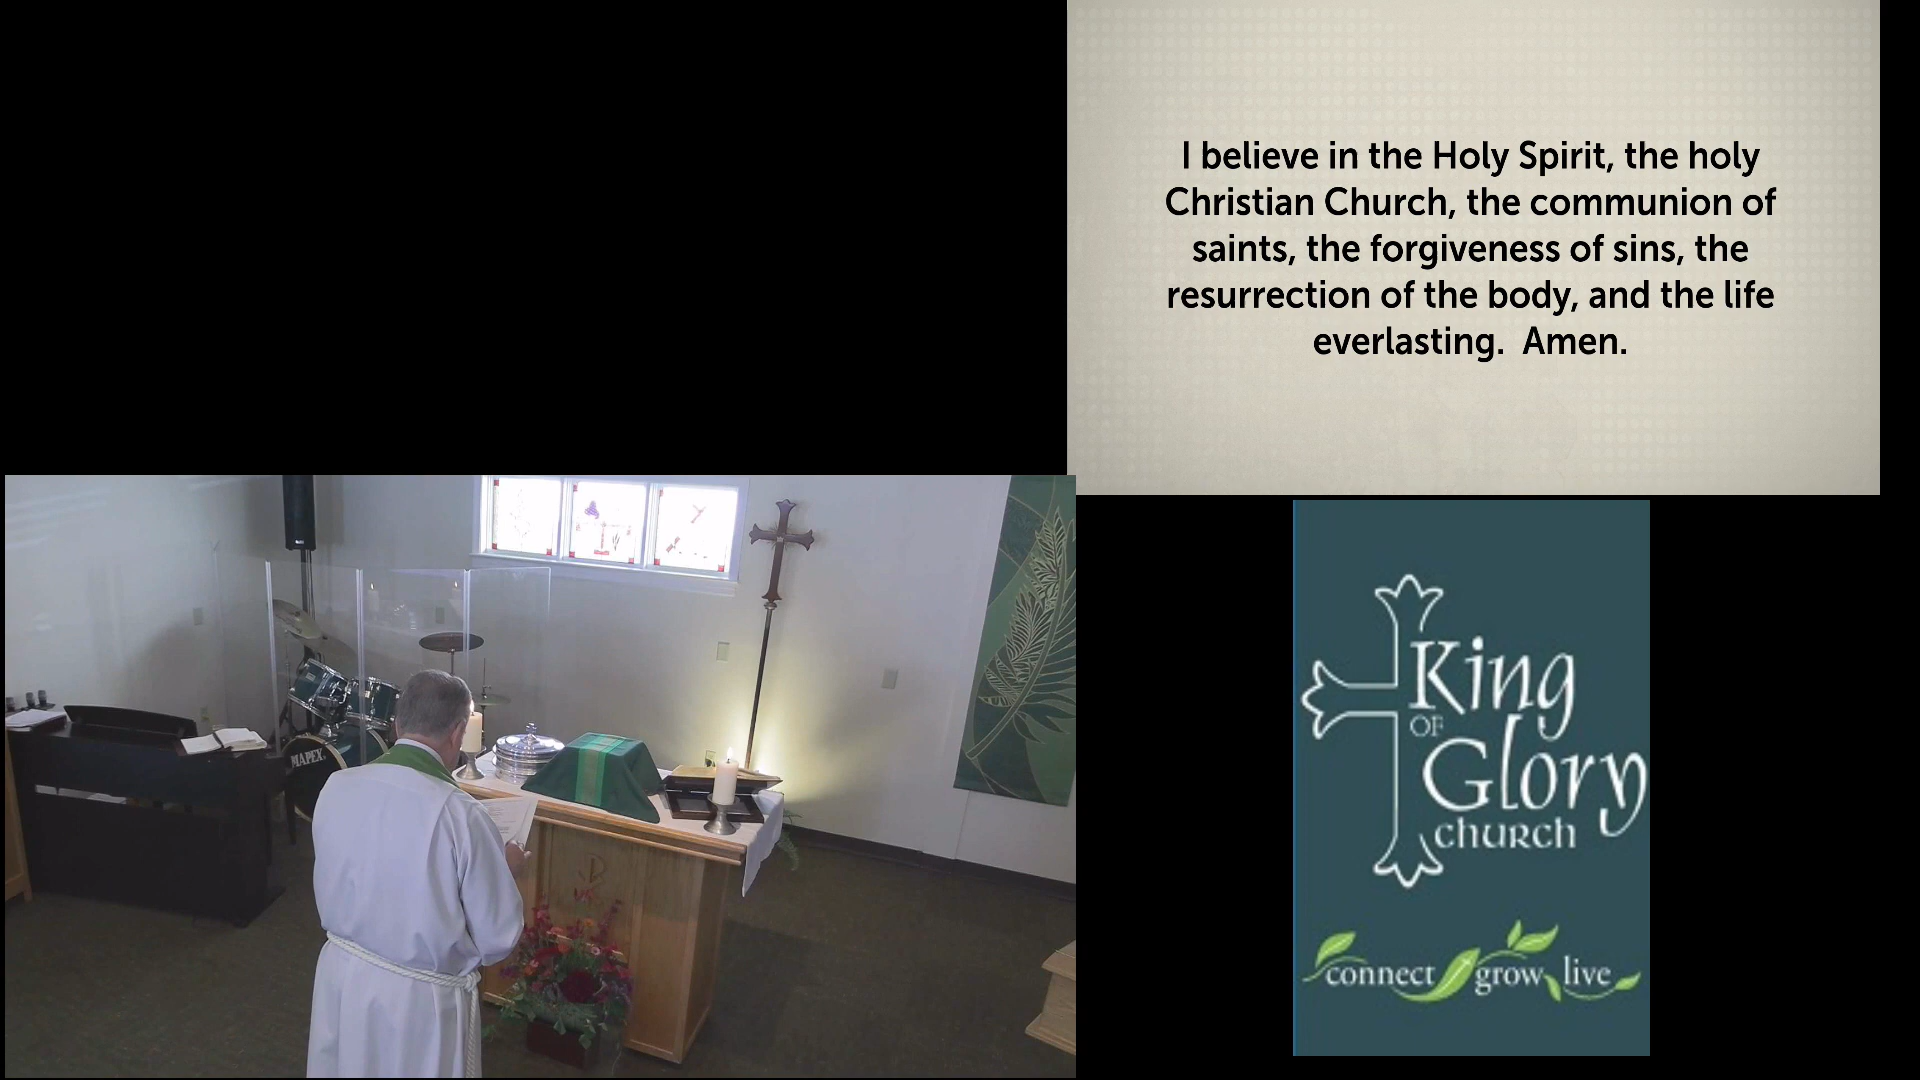 I believe in the Holy Spirit, the holy
Christian Church, the communion of
saints, the forgiveness of sins, the
resurrection of the body, and the life
everlasting.  Amen.
MAPEX
King
OF
Glory
church
connect grow live